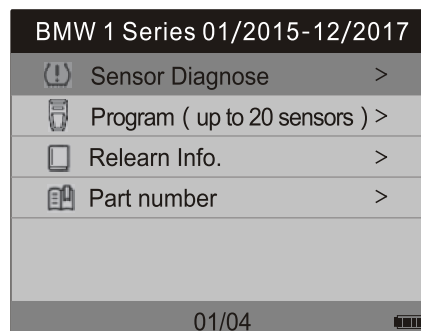 BMW 1 Series 01/2015-12/2017
Sensor Diagnose >
Program ( up to 20 sensors ) >
Relearn Info. >
Part number >
01/04